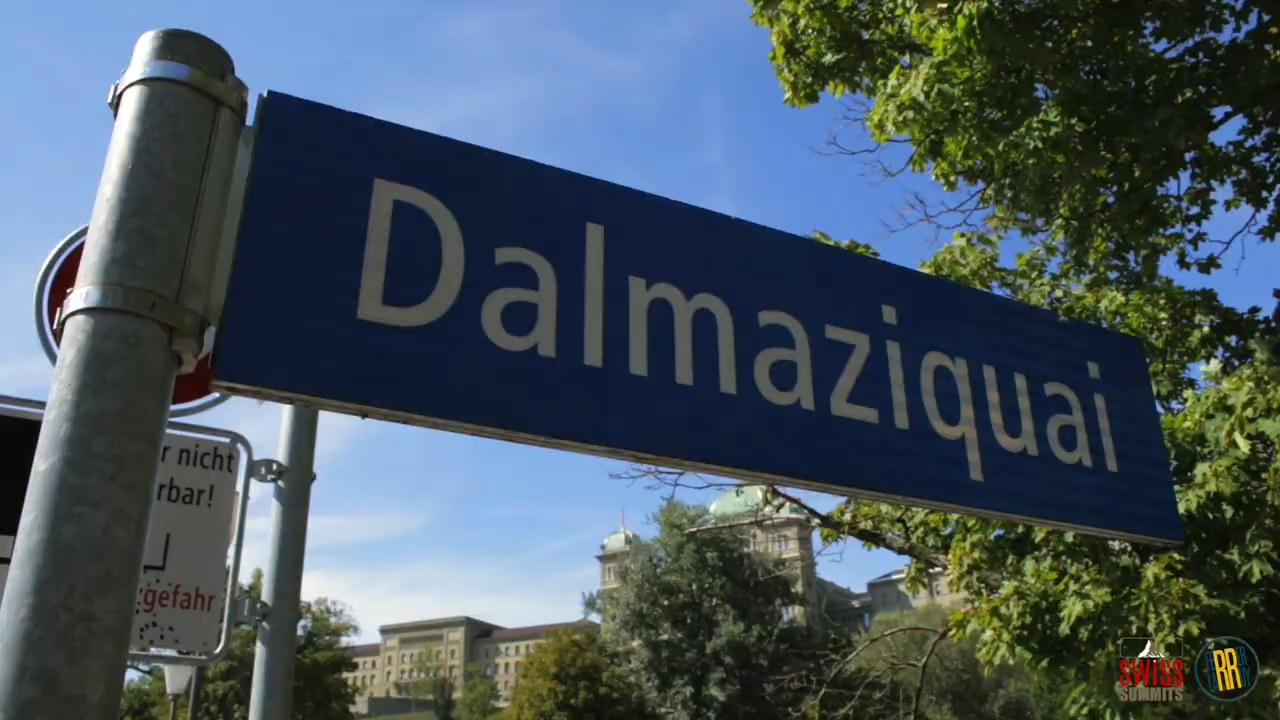 Dalmaziquai
r nicht
rbar!
gefahr
SWISS
SUMMITS
RR